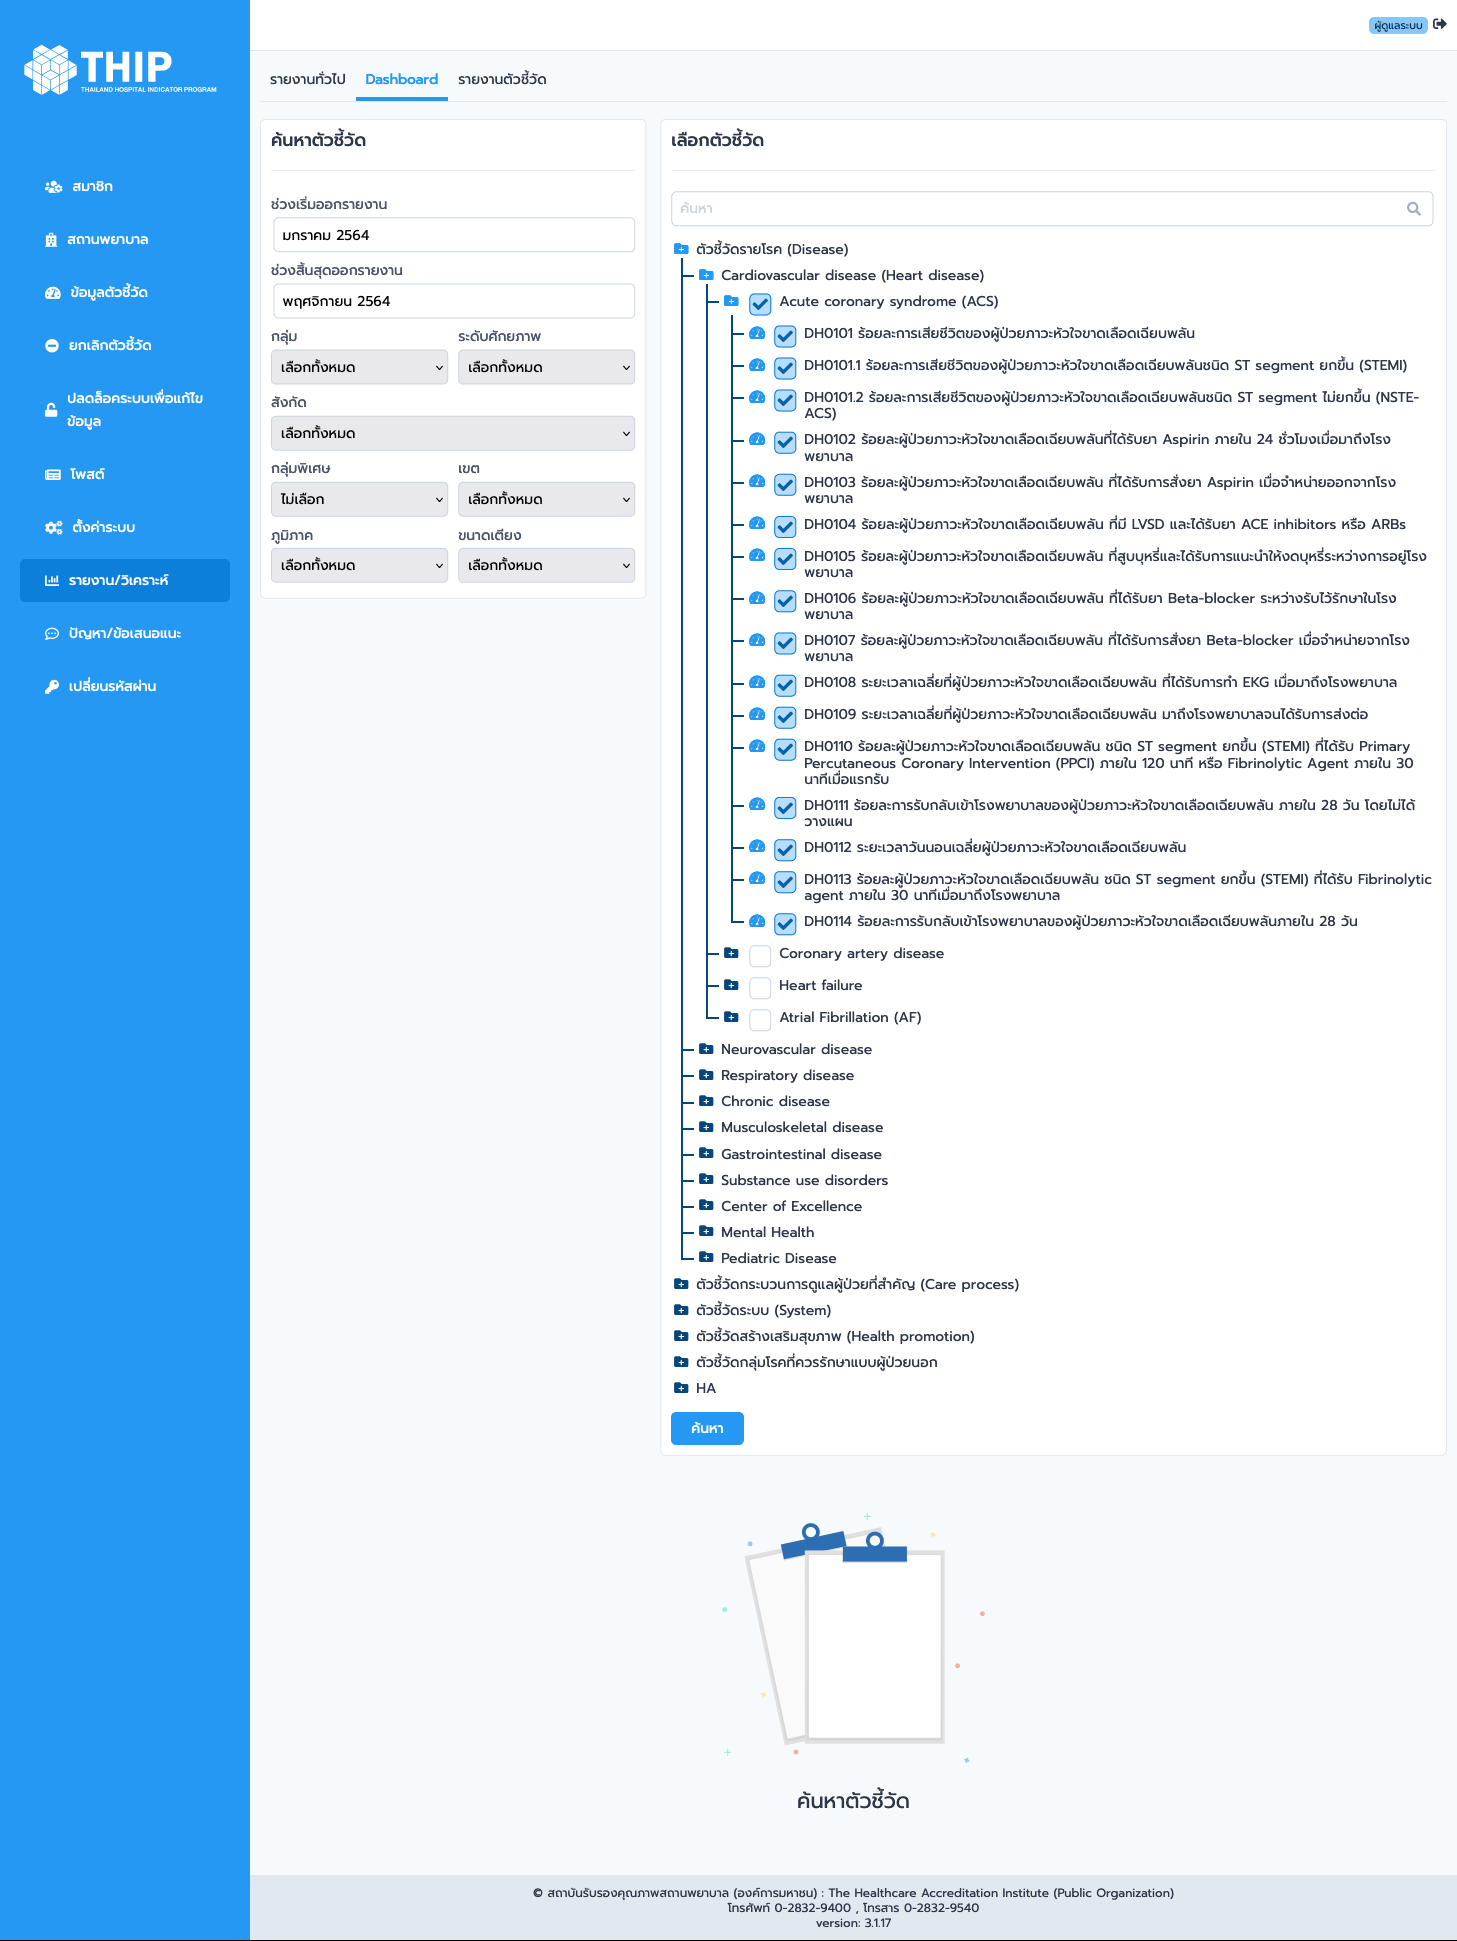 THIP
THAILAND HOSPITAL INDICATOR PROGRAM
สมาชิก
สถานพยาบาล
ข้อมูลตัวชี้วัด
ยกเลิกตัวชี้วัด
ปลดล็อคระบบเพื่อแก้ไข
ข้อมูล
โพสต์
ตั้งค่าระบบ
รายงาน/วิเคราะห์
ปัญหา/ข้อเสนอแนะ
เปลี่ยนรหัสผ่าน
ผู้ดูแลระบบ
รายงานทั่วไป Dashboard รายงานตัวชี้วัด
ค้นหาตัวชี้วัด
ช่วงเริ่มออกรายงาน
มกราคม 2564
ช่วงสิ้นสุดออกรายงาน
พฤศจิกายน 2564
กลุ่ม ระดับศักยภาพ
เลือกทั้งหมด เลือกทั้งหมด
สังกัด
เลือกทั้งหมด
กลุ่มพิเศษ เขต
ไม่เลือก เลือกทั้งหมด
ภูมิภาค ขนาดเตียง
เลือกทั้งหมด เลือกทั้งหมด
เลือกตัวชี้วัด
ค้นหา
ตัวชี้วัดรายโรค (Disease)
Cardiovascular disease (Heart disease)
Acute coronary syndrome (ACS)
DH0101 ร้อยละการเสียชีวิตของผู้ป่วยภาวะหัวใจขาดเลือดเฉียบพลัน
DH0101.1 ร้อยละการเสียชีวิตของผู้ป่วยภาวะหัวใจขาดเลือดเฉียบพลันชนิด ST segment ยกขึ้น (STEMI)
DH0101.2 ร้อยละการเสียชีวิตของผู้ป่วยภาวะหัวใจขาดเลือดเฉียบพลันชนิด ST segment ไม่ยกขึ้น (NSTE-
ACS)
DH0102 ร้อยละผู้ป่วยภาวะหัวใจขาดเลือดเฉียบพลันที่ได้รับยา Aspirin ภายใน 24 ชั่วโมงเมื่อมาถึงโรง
พยาบาล
DH0103 ร้อยละผู้ป่วยภาวะหัวใจขาดเลือดเฉียบพลัน ที่ได้รับการสั่งยา Aspirin เมื่อจำหน่ายออกจากโรง
พยาบาล
DH0104 ร้อยละผู้ป่วยภาวะหัวใจขาดเลือดเฉียบพลัน ที่มี LVSD และได้รับยา ACE inhibitors หรือ ARBs
DH0105 ร้อยละผู้ป่วยภาวะหัวใจขาดเลือดเฉียบพลัน ที่สูบบุหรี่และได้รับการแนะนำให้งดบุหรี่ระหว่างการอยู่โรง
พยาบาล
DH0106 ร้อยละผู้ป่วยภาวะหัวใจขาดเลือดเฉียบพลัน ที่ได้รับยา Beta-blocker ระหว่างรับไว้รักษาในโรง
พยาบาล
DH0107 ร้อยละผู้ป่วยภาวะหัวใจขาดเลือดเฉียบพลัน ที่ได้รับการสั่งยา Beta-blocker เมื่อจำหน่ายจากโรง
พยาบาล
DH0108 ระยะเวลาเฉลี่ยที่ผู้ป่วยภาวะหัวใจขาดเลือดเฉียบพลัน ที่ได้รับการทำ EKG เมื่อมาถึงโรงพยาบาล
DH0109 ระยะเวลาเฉลี่ยที่ผู้ป่วยภาวะหัวใจขาดเลือดเฉียบพลัน มาถึงโรงพยาบาลจนได้รับการส่งต่อ
DH0110 ร้อยละผู้ป่วยภาวะหัวใจขาดเลือดเฉียบพลัน ชนิด ST segment ยกขึ้น (STEMI) ที่ได้รับ Primary
Percutaneous Coronary Intervention (PPCI) ภายใน 120 นาที หรือ Fibrinolytic Agent ภายใน 30
นาทีเมื่อแรกรับ
DH0111 ร้อยละการรับกลับเข้าโรงพยาบาลของผู้ป่วยภาวะหัวใจขาดเลือดเฉียบพลัน ภายใน 28 วัน โดยไม่ได้
วางแผน
DH0112 ระยะเวลาวันนอนเฉลี่ยผู้ป่วยภาวะหัวใจขาดเลือดเฉียบพลัน
DH0113 ร้อยละผู้ป่วยภาวะหัวใจขาดเลือดเฉียบพลัน ชนิด ST segment ยกขึ้น (STEMI) ที่ได้รับ Fibrinolytic
agent ภายใน 30 นาทีเมื่อมาถึงโรงพยาบาล
DH0114 ร้อยละการรับกลับเข้าโรงพยาบาลของผู้ป่วยภาวะหัวใจขาดเลือดเฉียบพลันภายใน 28 วัน
Coronary artery disease
Heart failure
Atrial Fibrillation (AF)
Neurovascular disease
Respiratory disease
Chronic disease
Musculoskeletal disease
Gastrointestinal disease
Substance use disorders
Center of Excellence
Mental Health
Pediatric Disease
ตัวชี้วัดกระบวนการดูแลผู้ป่วยที่สำคัญ (Care process)
ตัวชี้วัดระบบ (System)
ตัวชี้วัดสร้างเสริมสุขภาพ (Health promotion)
ตัวชี้วัดกลุ่มโรคที่ควรรักษาแบบผู้ป่วยนอก
HA
ค้นหา
ค้นหาตัวชี้วัด
© สถาบันรับรองคุณภาพสถานพยาบาล (องค์การมหาชน) : The Healthcare Accreditation Institute (Public Organization)
โทรศัพท์ 0-2832-9400 , โทรสาร 0-2832-9540
version: 3.1.17